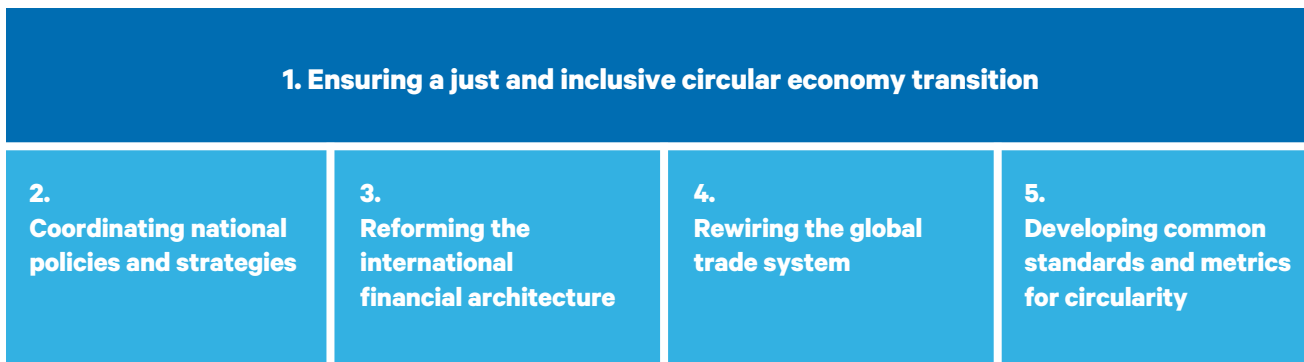 1. Ensuring a just and inclusive circular economy transition
2.
Coordinating national
policies and strategies
3.
Reforming the
international
financial architecture
4.
Rewiring the global
trade system
5.
Developing common
standards and metrics
for circularity